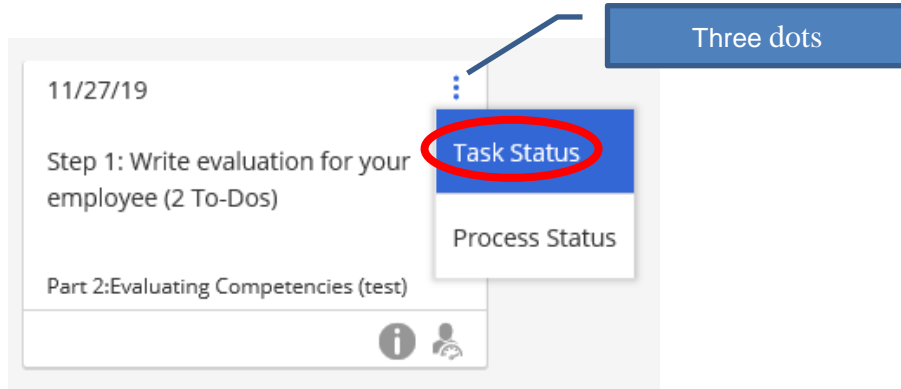 Three dots
11/27/19
Task Status
Step 1: Write evaluation for your
employee (2 To-Dos)
Process Status
Part 2:Evaluating Competencies (test)